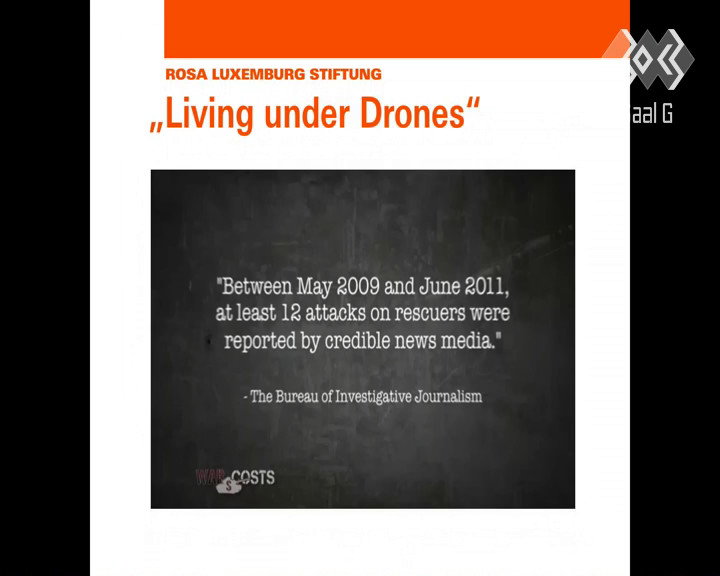 ROSA LUXEMBURG STIFTUNG
„Living under Drones“
aal G
"Between May 2009 and June 2011,
at least 12 attacks on rescuers were
reported by credible news media."
- The Bureau of Investigative Journalism
WAR COSTS
$